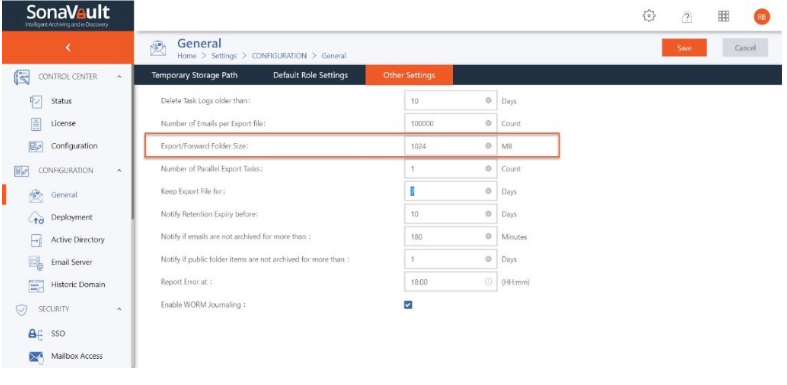 SonaVault
Intelligent Archiving and e-Discovery
RB
General
Home > Settings > CONFIGURATION > General
Save
Cancel
CONTROL CENTER
Status
License
Configuration
CONFIGURATION
General
Deployment
Active Directory
Email Server
Historic Domain
SECURITY
SSO
Mailbox Access
Temporary Storage Path
Default Role Settings
Other Settings
Delete Task Logs older than: 10 Days
Number of Emails per Export file: 100000 Count
Export/Forward Folder Size: 1024 MB
Number of Parallel Export Tasks: 1 Count
Keep Export File for: Days
Notify Retention Expiry before: 10 Days
Notify if emails are not archived for more than : 180 Minutes
Notify if public folder items are not archived for more than : 1 Days
Report Error at : 18:00 (HH:mm)
Enable WORM Journaling :